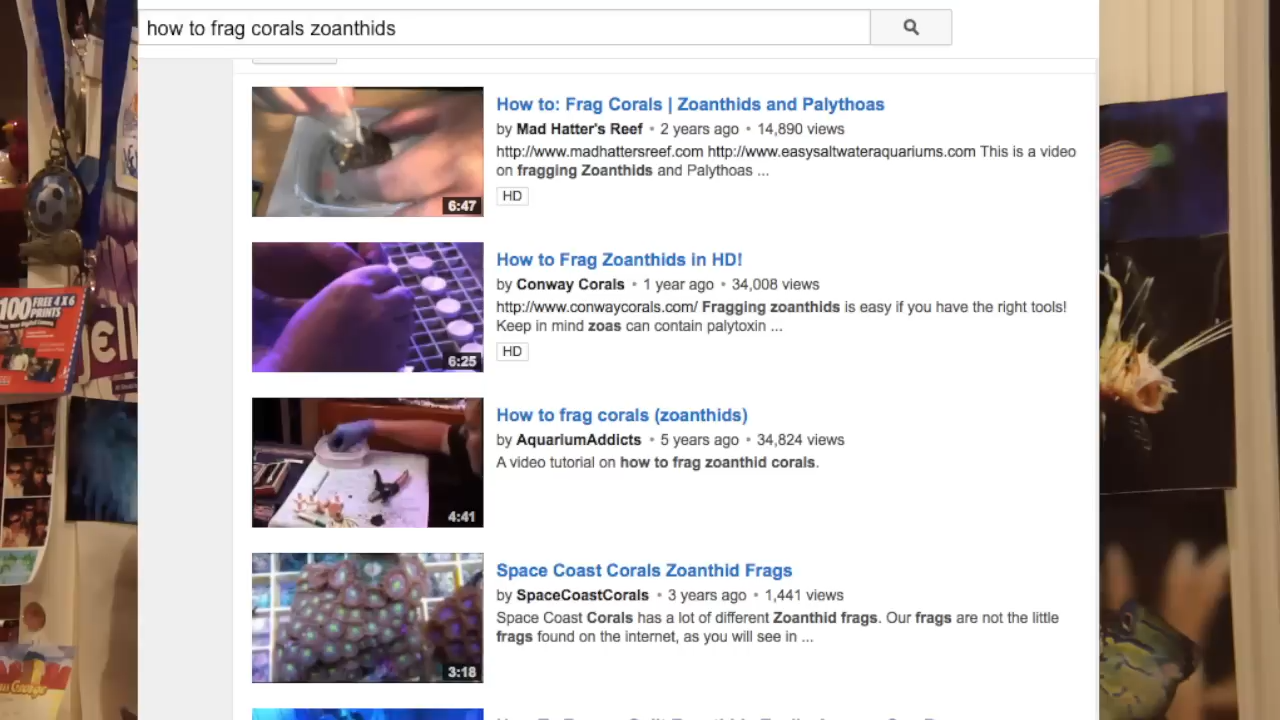 how to frag corals zoanthids
How to: Frag Corals | Zoanthids and Palythoas
by Mad Hatter's Reef • 2 years ago • 14,890 views
http://www.madhattersreef.com http://www.easysaltwateraquariums.com This is a video
on fragging Zoanthids and Palythoas ...
HD
6:47
How to Frag Zoanthids in HD!
by Conway Corals • 1 year ago • 34,008 views
http://www.conwaycorals.com/ Fragging zoanthids is easy if you have the right tools!
Keep in mind zoas can contain palytoxin ...
HD
6:25
How to frag corals (zoanthids)
by AquariumAddicts • 5 years ago • 34,824 views
A video tutorial on how to frag zoanthid corals.
4:41
Space Coast Corals Zoanthid Frags
by SpaceCoastCorals • 3 years ago • 1,441 views
Space Coast Corals has a lot of different Zoanthid frags. Our frags are not the little
frags found on the internet, as you will see in ...
3:18
100 FREE 4 X 6
PRINTS